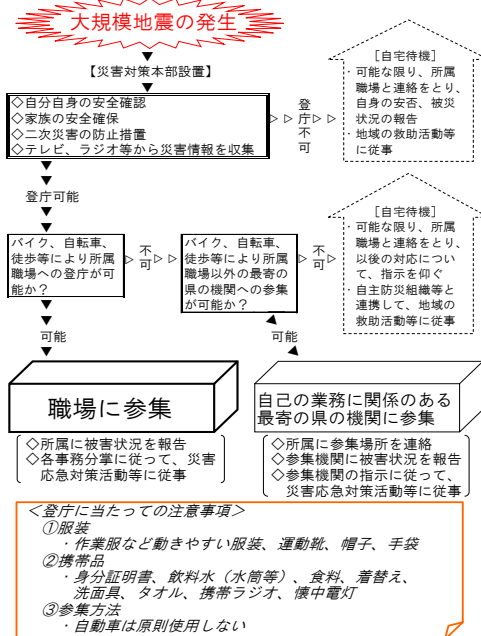 大規模地震の発生
▼
【災害対策本部設置】
▼
◇自分自身の安全確認
◇家族の安全確保
◇二次災害の防止措置
◇テレビ、ラジオ等から災害情報を収集
▷▷登庁不可▷▷
［自宅待機］
・可能な限り、所属
職場と連絡をとり、
自身の安否、被災
状況の報告
・地域の救助活動等
に従事
▼
▼
登庁可能
▼
▼
バイク、自転車、
徒歩等により所属
職場への登庁が可
能か？
▷不可▷▷
バイク、自転車、
徒歩等により所属
職場以外の最寄の
県の機関への参集
が可能か？
▷不可▷▷
［自宅待機］
・可能な限り、所属
職場と連絡をとり、
以後の対応につい
て、指示を仰ぐ
・自主防災組織等と
連携して、地域の
救助活動等に従事
▼
▼
可能
▼
▼
可能
職場に参集
自己の業務に関係のある
最寄の県の機関に参集
◇所属に被害状況を報告
◇各事務分掌に従って、災害
応急対策活動等に従事
◇所属に参集場所を連絡
◇参集機関に被害状況を報告
◇参集機関の指示に従って、
災害応急対策活動等に従事
＜登庁に当たっての注意事項＞
①服装
・作業服など動きやすい服装、運動靴、帽子、手袋
②携帯品
・身分証明書、飲料水（水筒等）、食料、着替え、
洗面具、タオル、携帯ラジオ、懐中電灯
③参集方法
・自動車は原則使用しない